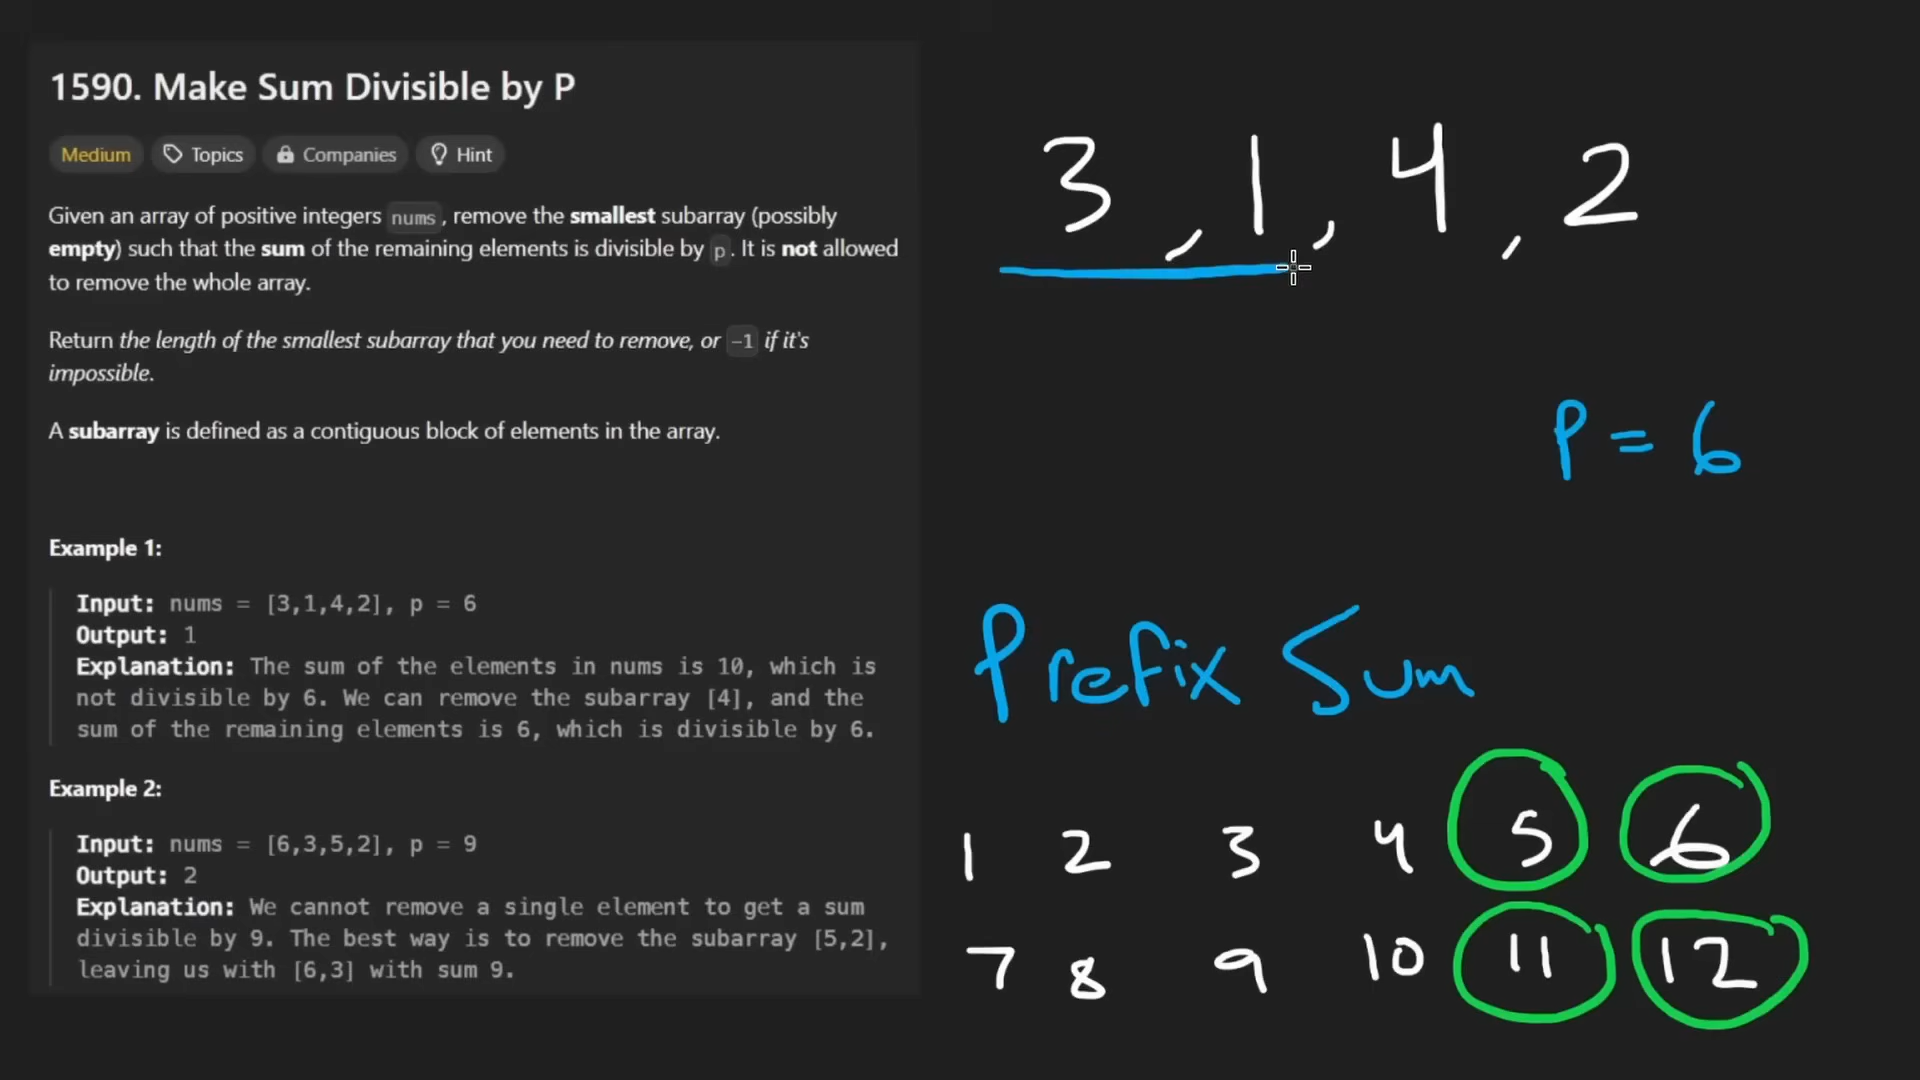 1590. Make Sum Divisible by P
Medium Topics Companies Hint
Given an array of positive integers nums, remove the smallest subarray (possibly
empty) such that the sum of the remaining elements is divisible by p. It is not allowed
to remove the whole array.
Return the length of the smallest subarray that you need to remove, or -1 if it's
impossible.
A subarray is defined as a contiguous block of elements in the array.
Example 1:
Input: nums = [3,1,4,2], p = 6
Output: 1
Explanation: The sum of the elements in nums is 10, which is
not divisible by 6. We can remove the subarray [4], and the
sum of the remaining elements is 6, which is divisible by 6.
Example 2:
Input: nums = [6,3,5,2], p = 9
Output: 2
Explanation: We cannot remove a single element to get a sum
divisible by 9. The best way is to remove the subarray [5,2],
leaving us with [6,3] with sum 9.
3, 1, 4, 2
P = 6
Prefix Sum
1 2 3 4 5 6
7 8 9 10 11 12